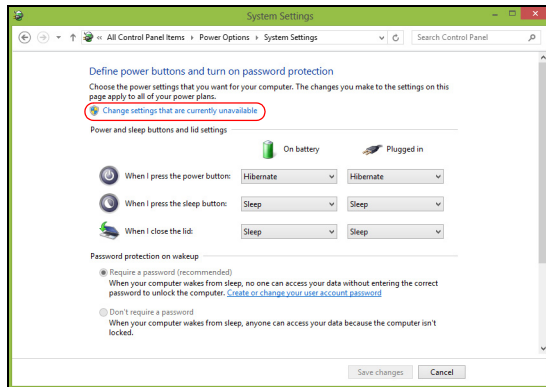 System Settings
« All Control Panel Items Power Options System Settings
Search Control Panel
Define power buttons and turn on password protection
Choose the power settings that you want for your computer. The changes you make to the settings on this
page apply to all of your power plans.
Change settings that are currently unavailable
Power and sleep buttons and lid settings
On battery Plugged in
When I press the power button: Hibernate Hibernate
When I press the sleep button: Sleep Sleep
When I close the lid: Sleep Sleep
Password protection on wakeup
Require a password (recommended)
When your computer wakes from sleep, no one can access your data without entering the correct
password to unlock the computer. Create or change your user account password
Don't require a password
When your computer wakes from sleep, anyone can access your data because the computer isn't
locked.
Save changes Cancel